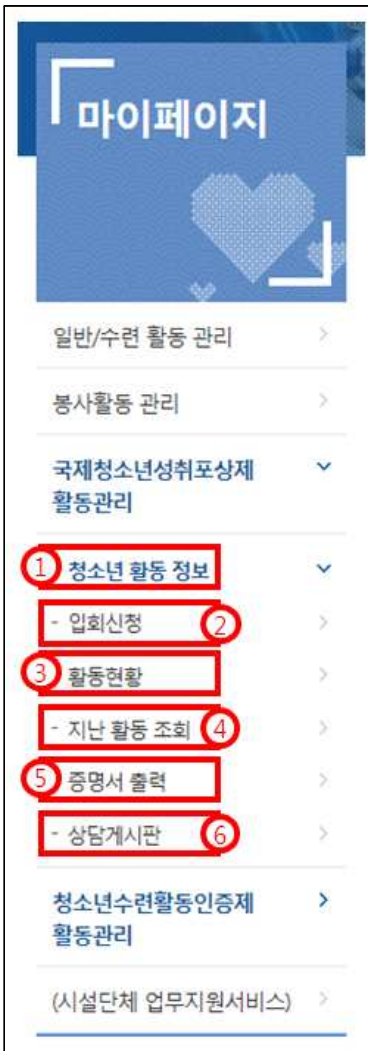 마이페이지
일반/수련 활동 관리
봉사활동 관리
국제청소년성취포상제
활동관리
1 청소년 활동 정보
- 입회신청 2
3 활동현황
- 지난 활동 조회 4
5 증명서 출력
- 상담게시판 6
청소년수련활동인증제
활동관리
(시설단체 업무지원서비스)